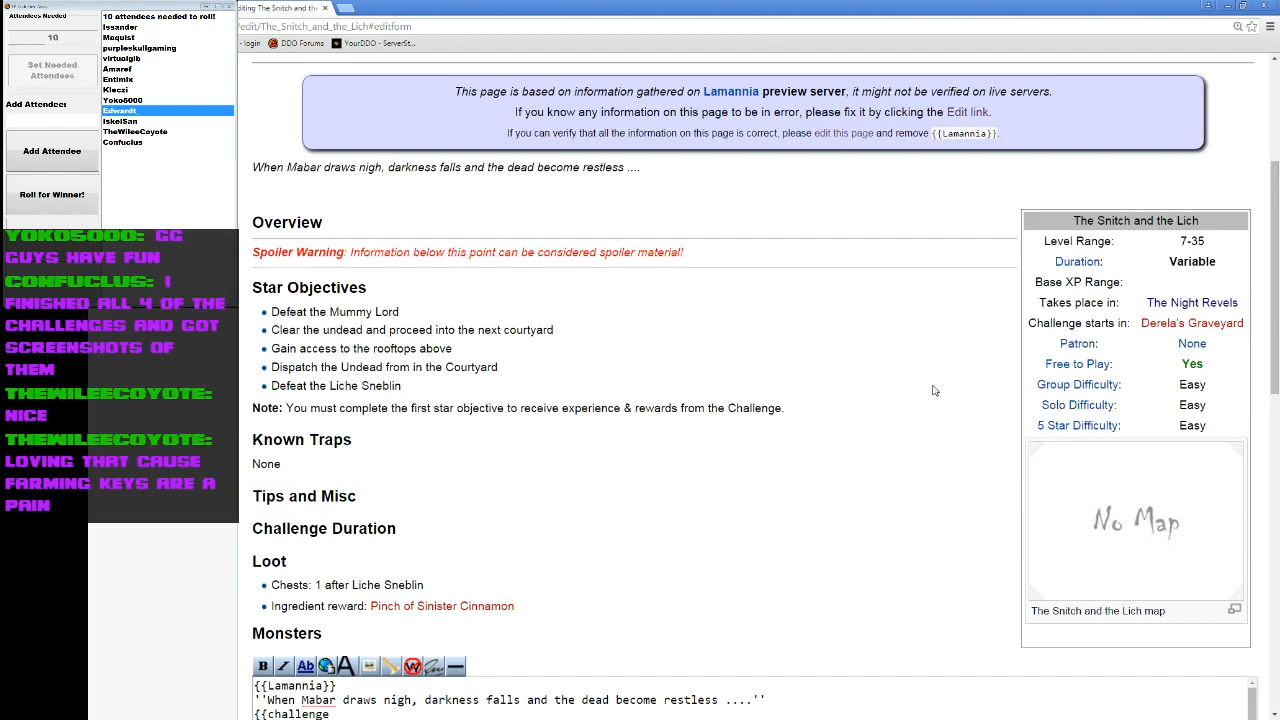 Attendees Needed
10
Set Needed
Attendees
Add Attendee:
Add Attendee
Roll for Winner!
10 attendees needed to roll!
Issander
Maquist
purpleskullgaming
virtualgib
Amaref
Entimix
Kleczi
Yoko5000
Edwardt
IskelSan
TheWileeCoyote
Confuclus
YOKO5000: GG
GUYS HAVE FUN
CONFUCLUS: I
FINISHED ALL 4 OF THE
CHALLENGES AND GOT
SCREENSHOTS OF
THEM
THEWILEECOYOTE:
NICE
THEWILEECOYOTE:
LOVING THAT CAUSE
FARMING KEYS ARE A
PAIN
diting The Snitch and the
edit/The_Snitch_and_the_Lich#editform
- login
DDO Forums
YourDDO - ServerSt...
This page is based on information gathered on Lamannia preview server, it might not be verified on live servers.
If you know any information on this page to be in error, please fix it by clicking the Edit link.
If you can verify that all the information on this page is correct, please edit this page and remove {{Lamannia}}.
When Mabar draws nigh, darkness falls and the dead become restless ....
Overview
Spoiler Warning: Information below this point can be considered spoiler material!
Star Objectives
Defeat the Mummy Lord
Clear the undead and proceed into the next courtyard
Gain access to the rooftops above
Dispatch the Undead from in the Courtyard
Defeat the Liche Sneblin
Note: You must complete the first star objective to receive experience & rewards from the Challenge.
Known Traps
None
Tips and Misc
Challenge Duration
Loot
Chests: 1 after Liche Sneblin
Ingredient reward: Pinch of Sinister Cinnamon
Monsters
The Snitch and the Lich
Level Range: 7-35
Duration: Variable
Base XP Range:
Takes place in: The Night Revels
Challenge starts in: Derela's Graveyard
Patron: None
Free to Play: Yes
Group Difficulty: Easy
Solo Difficulty: Easy
5 Star Difficulty: Easy
No Map
The Snitch and the Lich map
B I Ab A
{{Lamannia}}
''When Mabar draws nigh, darkness falls and the dead become restless ....''
{{challenge